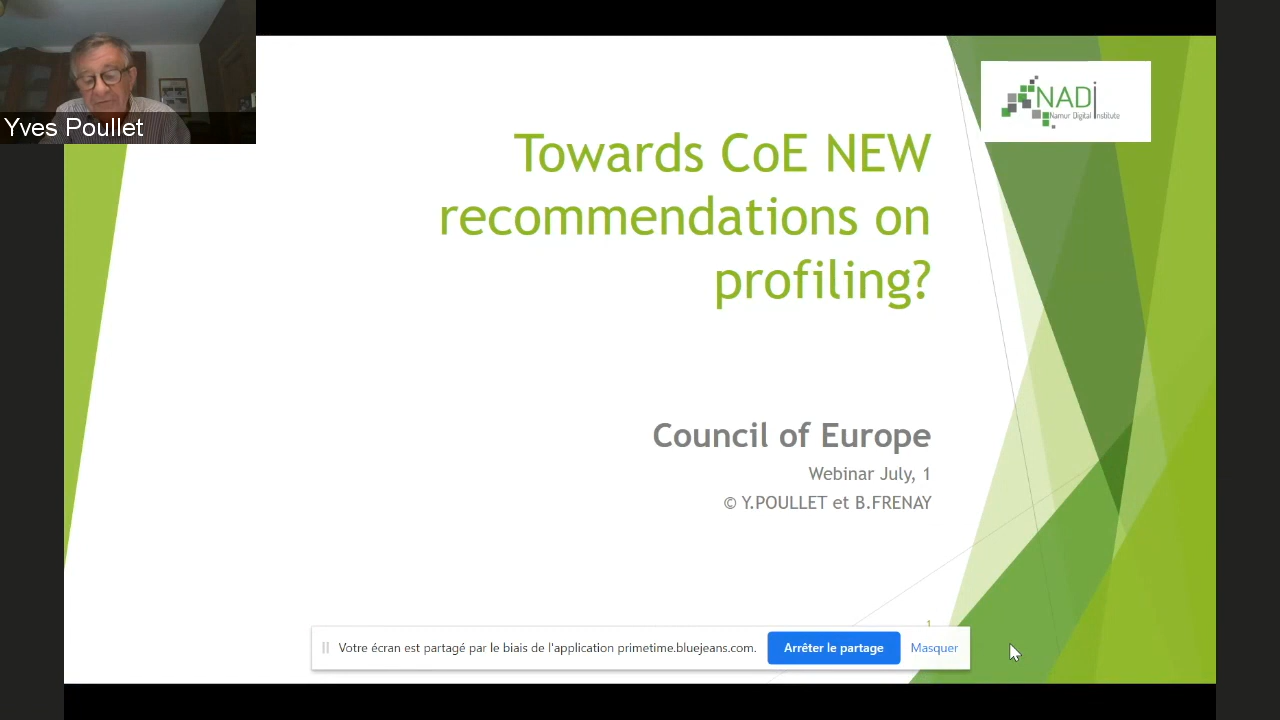 Yves Poullet
NADI
Namur Digital Institute
Towards CoE NEW
recommendations on
profiling?
Council of Europe
Webinar July, 1
© Y.POULLET et B.FRENAY
1
Votre écran est partagé par le biais de l'application primetime.bluejeans.com.
Arrêter le partage
Masquer